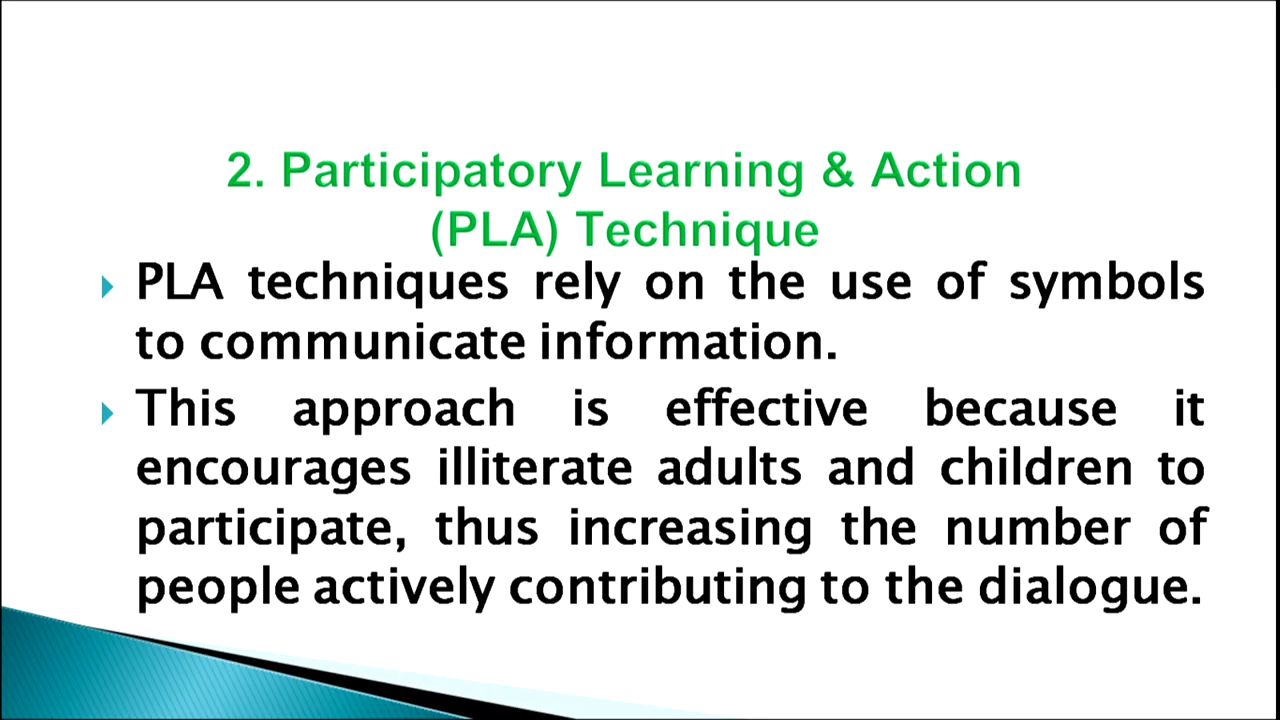 2. Participatory Learning & Action
(PLA) Technique
PLA techniques rely on the use of symbols
to communicate information.
This approach is effective because it
encourages illiterate adults and children to
participate, thus increasing the number of
people actively contributing to the dialogue.